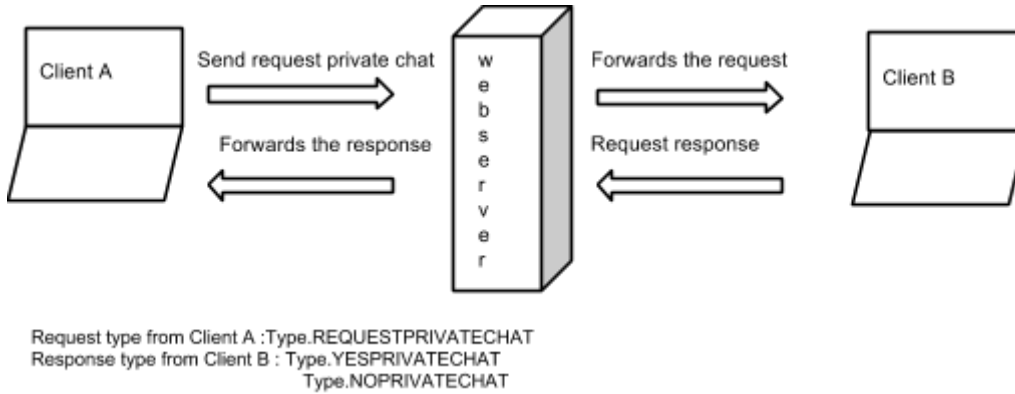 Client A
Send request private chat
Forwards the response
webserver
Forwards the request
Request response
Client B
Request type from Client A :Type.REQUESTPRIVATECHAT
Response type from Client B : Type.YESPRIVATECHAT
Type.NOPRIVATECHAT